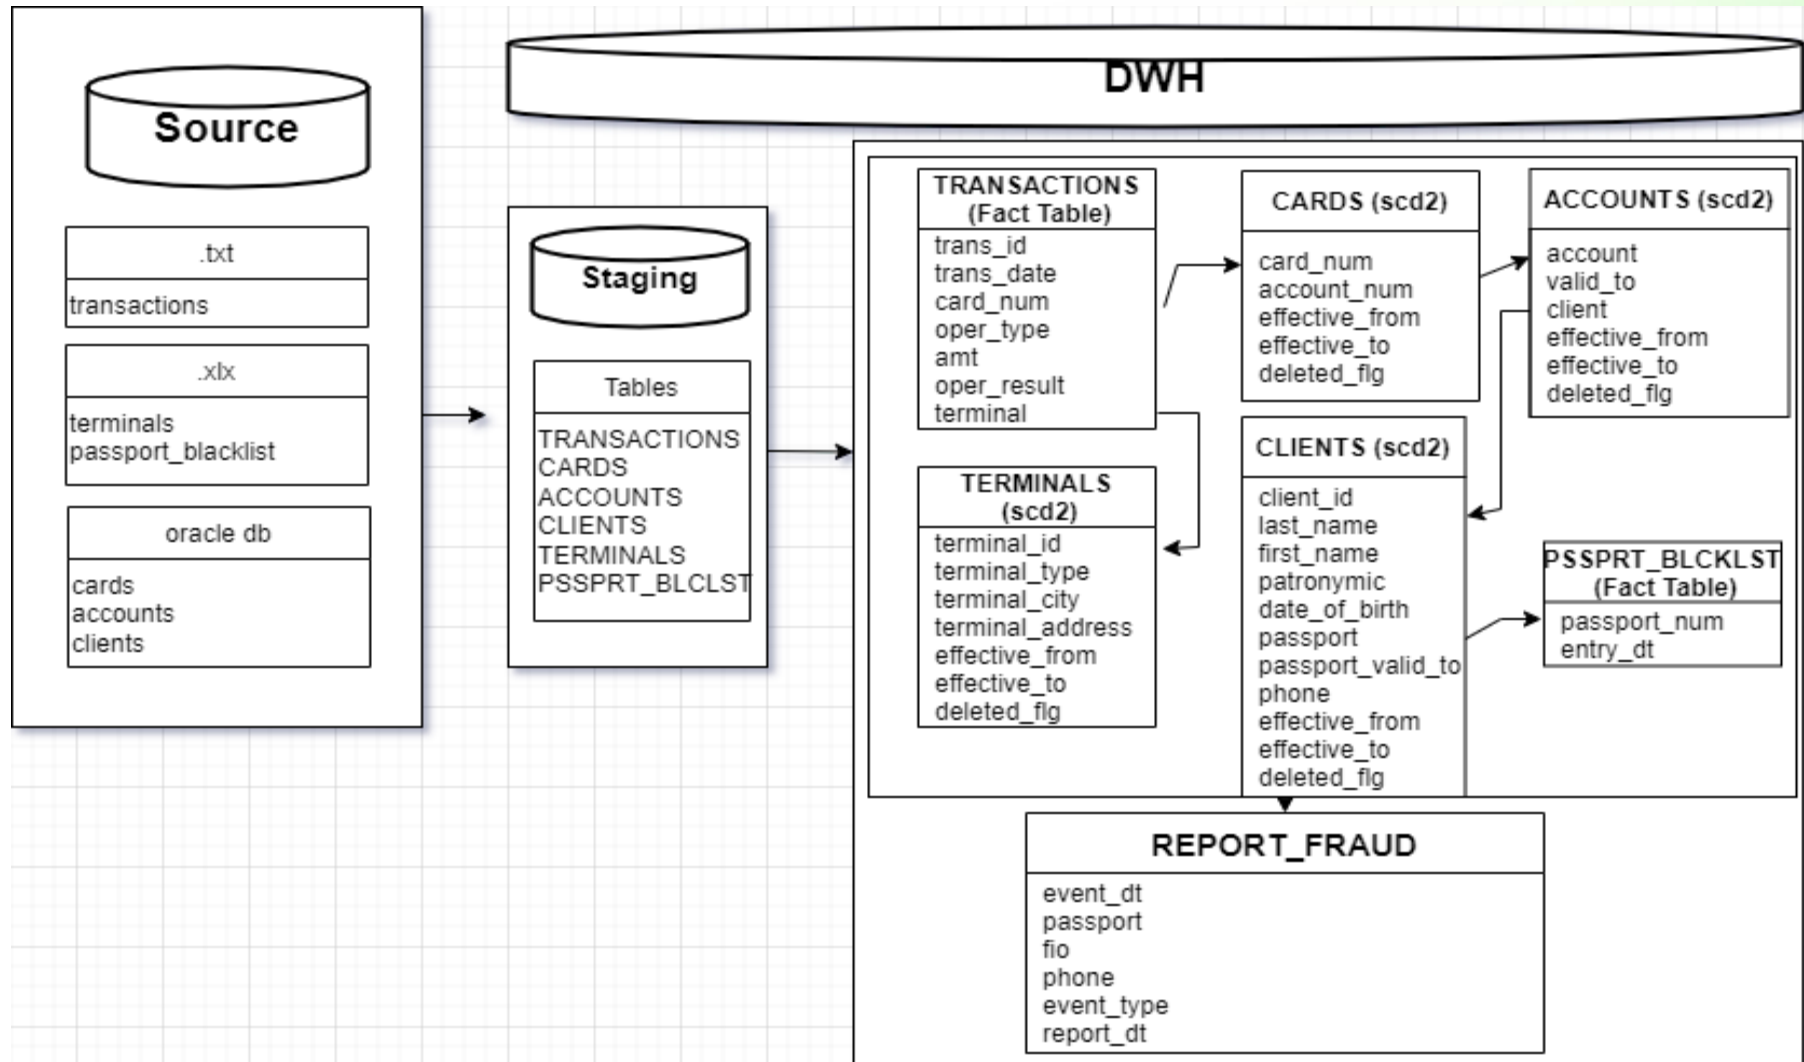 Source
.txt
transactions
.xlx
terminals
passport_blacklist
oracle db
cards
accounts
clients
Staging
Tables
TRANSACTIONS
CARDS
ACCOUNTS
CLIENTS
TERMINALS
PSSPRT_BLCLST
DWH
TRANSACTIONS
(Fact Table)
trans_id
trans_date
card_num
oper_type
amt
oper_result
terminal
CARDS (scd2)
card_num
account_num
effective_from
effective_to
deleted_flg
ACCOUNTS (scd2)
account
valid_to
client
effective_from
effective_to
deleted_flg
TERMINALS
(scd2)
terminal_id
terminal_type
terminal_city
terminal_address
effective_from
effective_to
deleted_flg
CLIENTS (scd2)
client_id
last_name
first_name
patronymic
date_of_birth
passport
passport_valid_to
phone
effective_from
effective_to
deleted_flg
PSSPRT_BLCKLST
(Fact Table)
passport_num
entry_dt
REPORT_FRAUD
event_dt
passport
fio
phone
event_type
report_dt